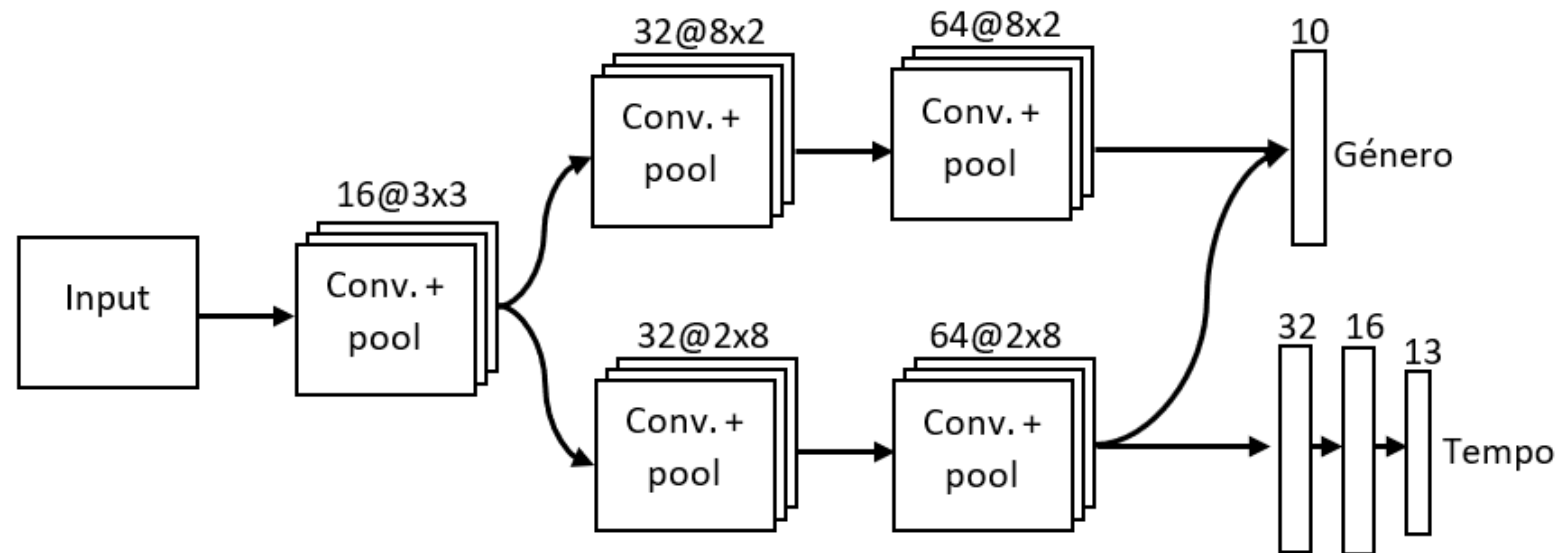 32@8x2
64@8x2
10
Conv. +
pool
Conv. +
pool
Género
16@3x3
Input
Conv. +
pool
32@2x8
64@2x8
32
16
13
Conv. +
pool
Conv. +
pool
Tempo